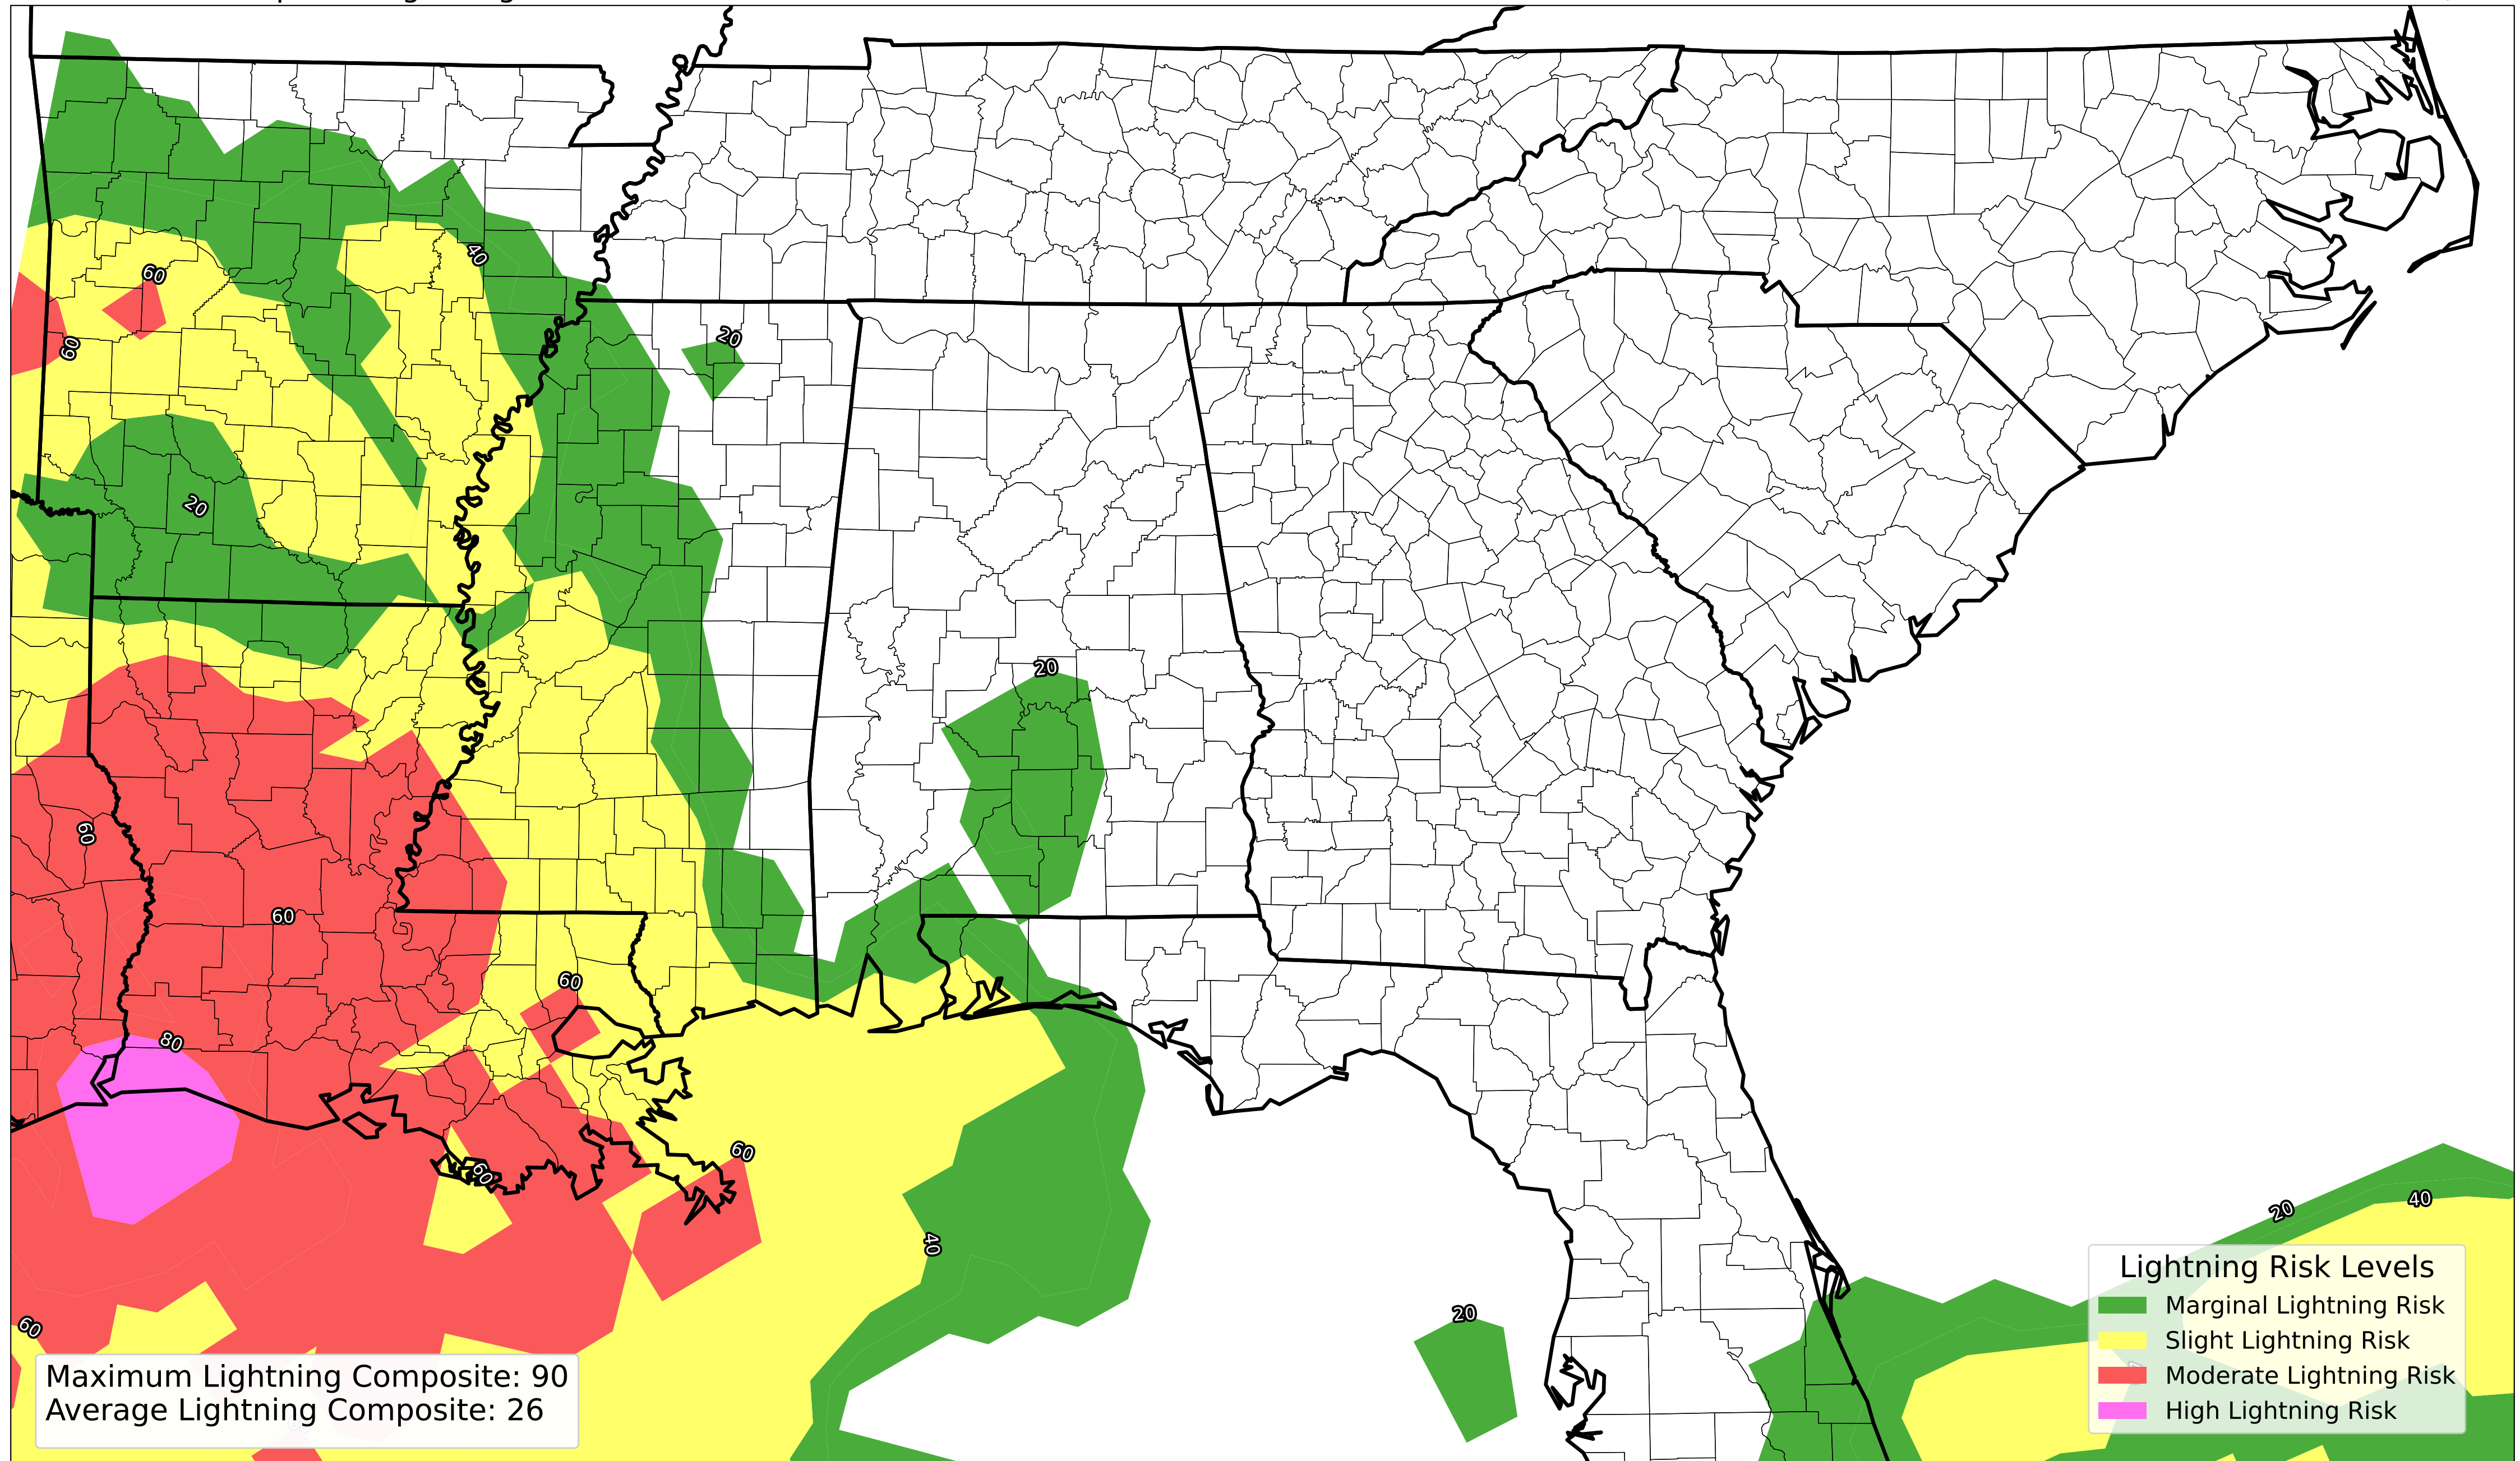 40
60
60
20
20
20
60
60
60
80
60
60
40
20
40
60
20
Lightning Risk Levels
Marginal Lightning Risk
Slight Lightning Risk
Moderate Lightning Risk
High Lightning Risk
Maximum Lightning Composite: 90
Average Lightning Composite: 26